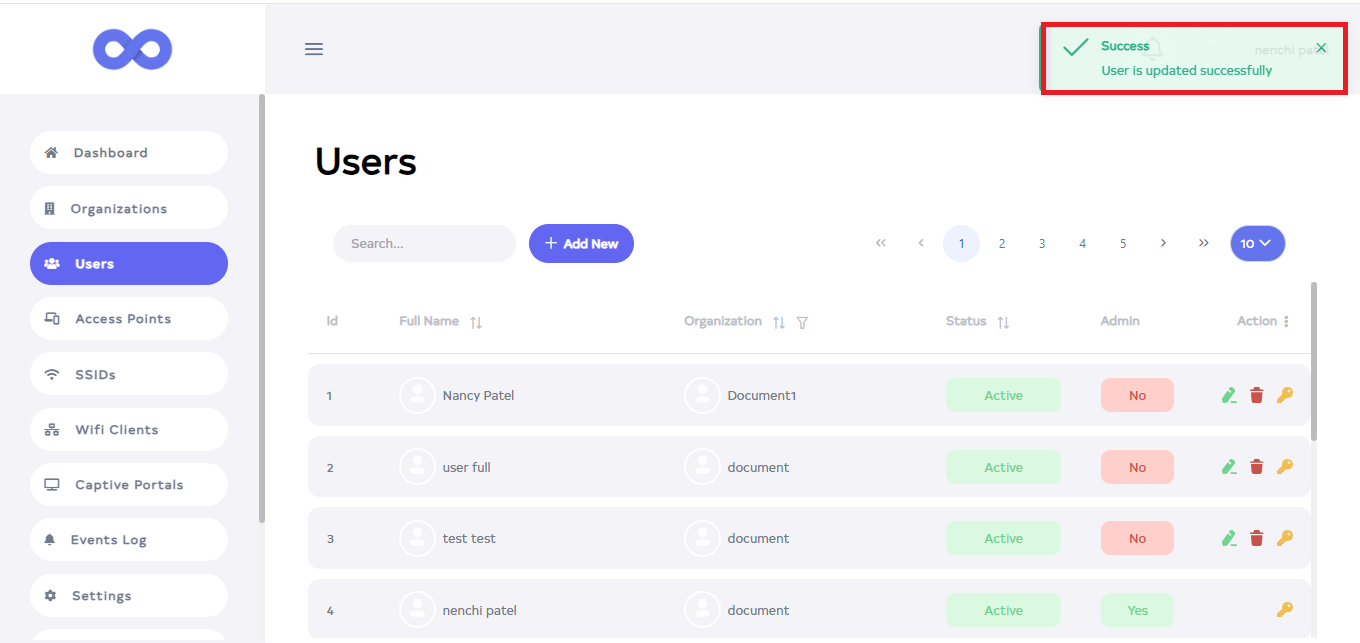 Success
nenchi patel
User is updated successfully
Dashboard
Organizations
Users
Access Points
SSIDs
Wifi Clients
Captive Portals
Events Log
Settings
Users
Search...
+ Add New
« ‹ 1 2 3 4 5 › » 10
Id Full Name Organization Status Admin Action
1 Nancy Patel Document1 Active No
2 user full document Active No
3 test test document Active No
4 nenchi patel document Active Yes